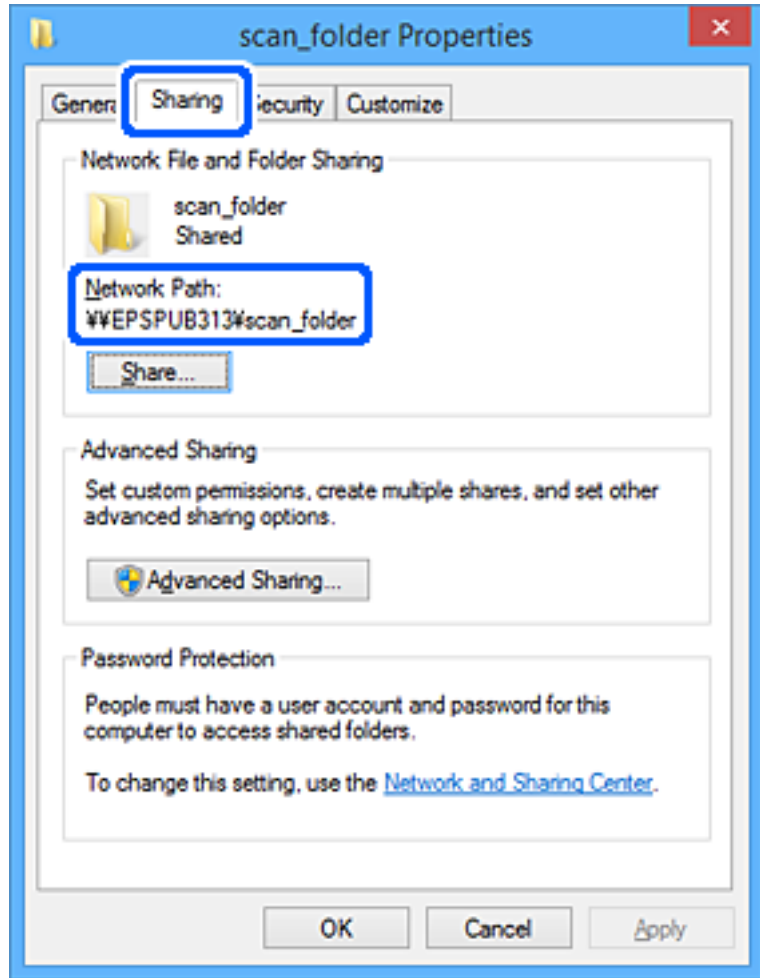 scan_folder Properties
Sharing
Customize
Network File and Folder Sharing
scan_folder
Shared
Network Path:
¥¥EPSPUB313¥scan_folder
Share...
Advanced Sharing
Set custom permissions, create multiple shares, and set other
advanced sharing options.
Advanced Sharing...
Password Protection
People must have a user account and password for this
computer to access shared folders.
To change this setting, use the Network and Sharing Center.
OK Cancel Apply